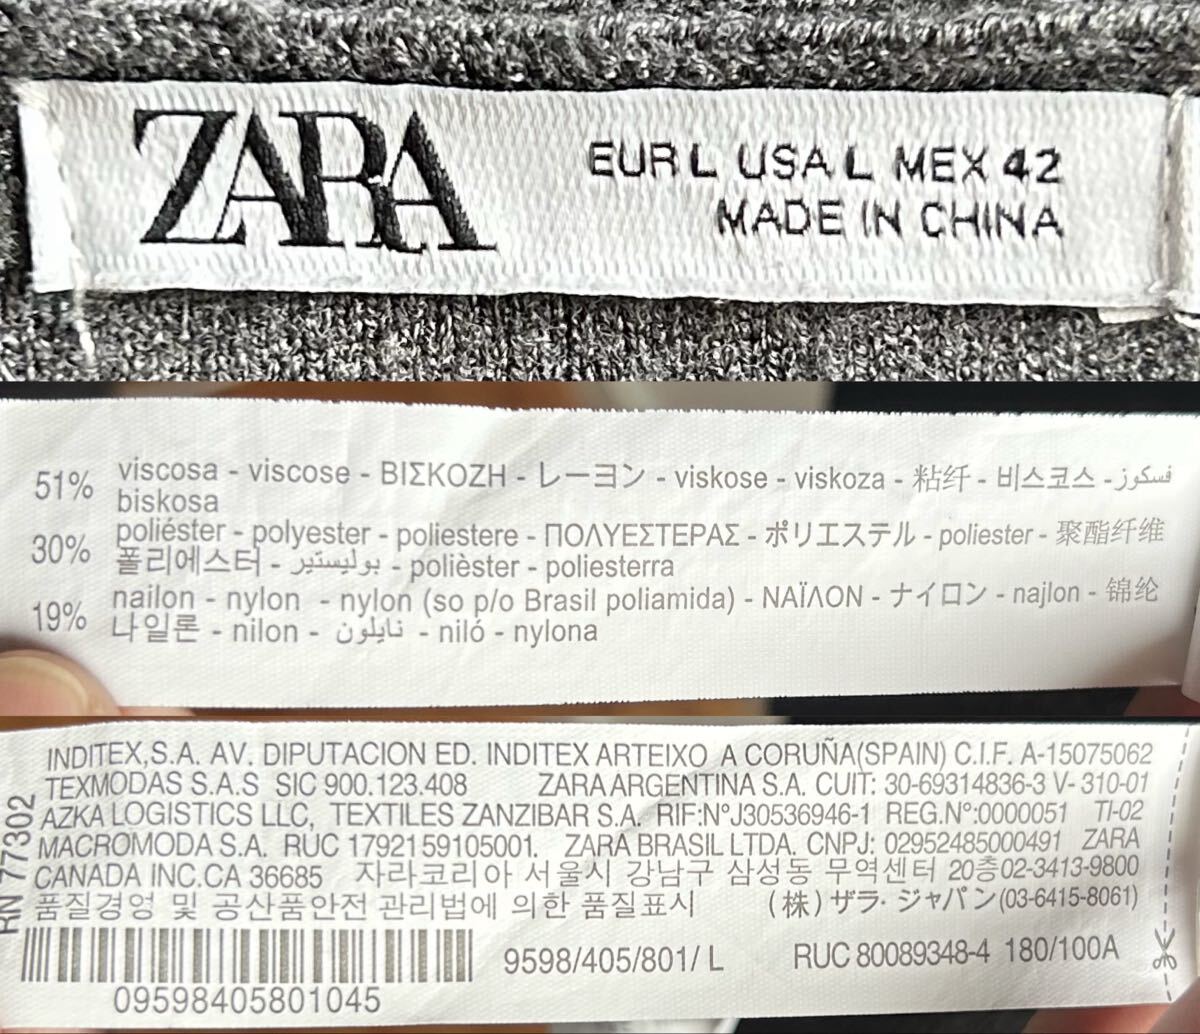 ZARA
EUR L USA L MEX 42
MADE IN CHINA
51% viscosa - viscose - ΒΙΣΚΟΖΗ - レーヨン - viskose - viskoza - 粘纤 - 비스코스 - فسكوز
biskosa
30% poliéster - polyester - poliestere - ΠΟΛΥΕΣΤΕΡΑΣ - ポリエステル - poliester - 聚酯纤维
폴리에스터 - بوليستير - polièster - poliesterra
19% nailon - nylon - nylon (so p/o Brasil poliamida) - ΝΑΪΛΟΝ - ナイロン - najlon - 锦纶
나일론 - nilon - نايلون - niló - nylona
INDITEX,S.A. AV. DIPUTACION ED. INDITEX ARTEIXO A CORUÑA(SPAIN) C.I.F. A-15075062
TEXMODAS S.A.S SIC 900.123.408 ZARA ARGENTINA S.A. CUIT: 30-69314836-3 V-310-01
AZKA LOGISTICS LLC, TEXTILES ZANZIBAR S.A. RIF:NºJ30536946-1 REG.Nº:0000051 TI-02
MACROMODA S.A. RUC 1792159105001. ZARA BRASIL LTDA. CNPJ: 02952485000491 ZARA
CANADA INC.CA 36685 자라코리아 서울시 강남구 삼성동 무역센터 20층02-3413-9800
품질경영 및 공산품안전 관리법에 의한 품질표시 (株)ザラ・ジャパン(03-6415-8061)
RN 77302
9598/405/801/ L RUC 80089348-4 180/100A
09598405801045